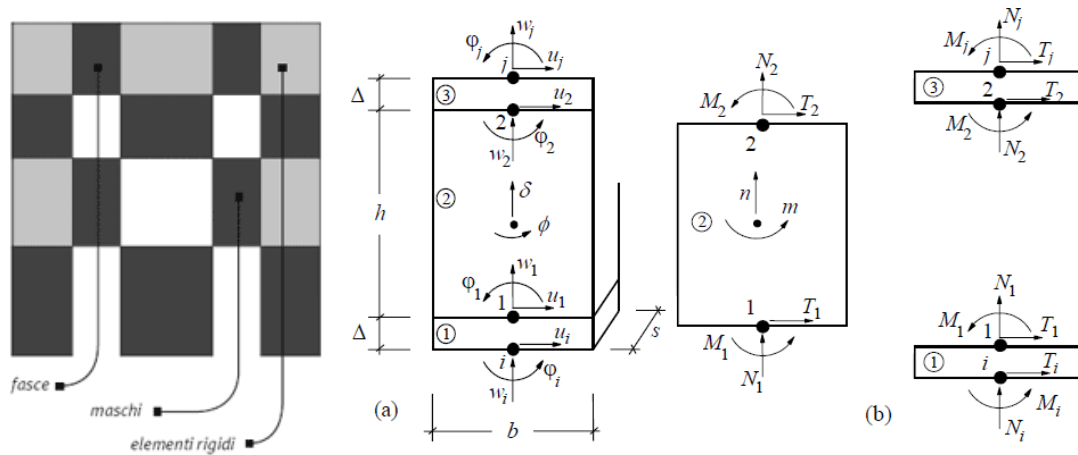 fasce
maschi
elementi rigidi
Δ
h
Δ
φj
wj
uj
j
③
u2
2
φ2
w2
②
δ
ϕ
w1
φ1
u1
1
①
ui
i
φi
wi
s
b
(a)
N2
M2
T2
2
n
②
m
1
T1
M1
N1
Nj
Mj
Tj
j
③
2
T2
M2
N2
N1
M1
T1
1
①
i
Ti
Mi
Ni
(b)